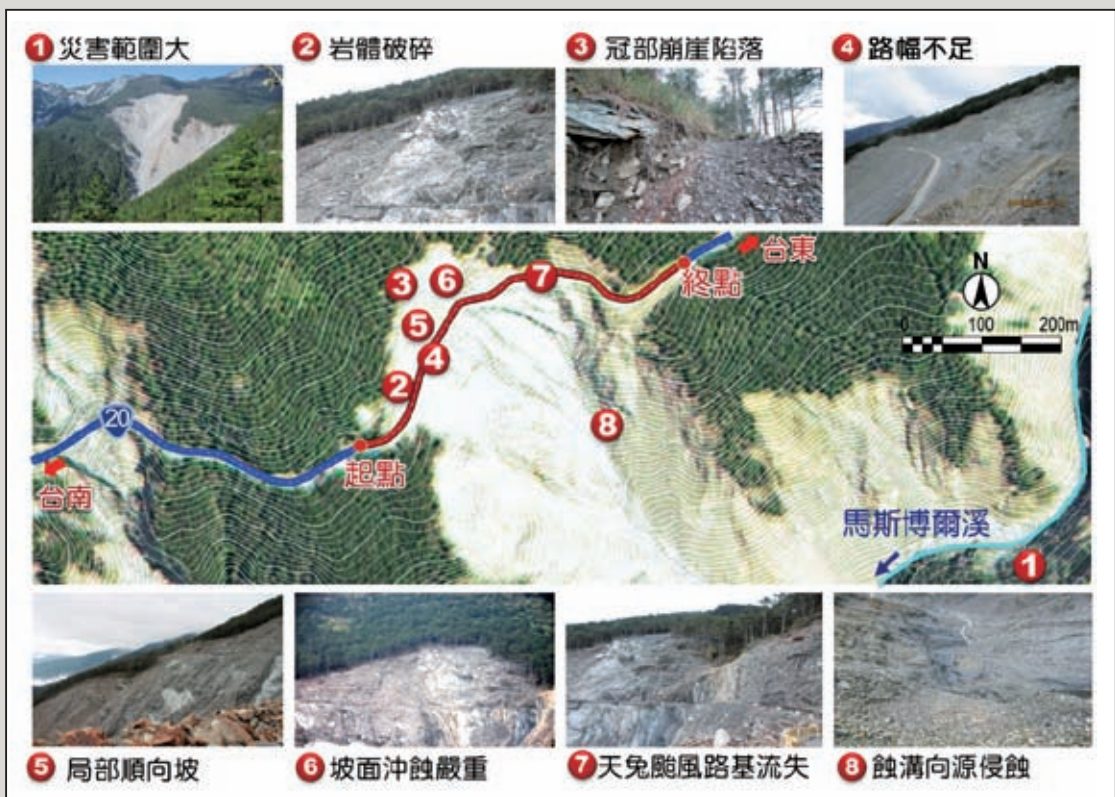 1 災害範圍大
2 岩體破碎
3 冠部崩崖陷落
4 路幅不足
台東
終點
N
0 100 200m
3
6
7
5
4
2
8
20
起點
台南
馬斯博爾溪
1
5 局部順向坡
6 坡面沖蝕嚴重
7 天兔颱風路基流失
8 蝕溝向源侵蝕